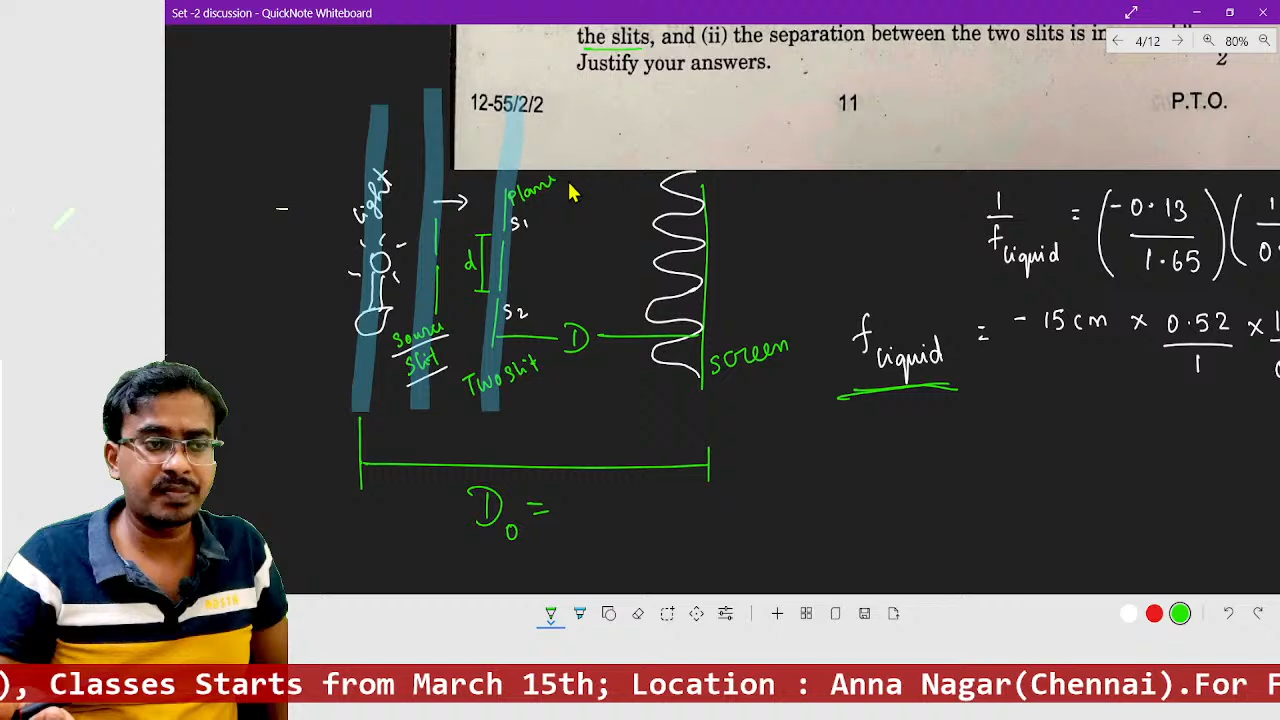 Set -2 discussion - QuickNote Whiteboard
the slits, and (ii) the separation between the two slits is in
Justify your answers.
2
4/12
80%
12-55/2/2
11
P.T.O.
light
Plane
S1
d
S2
D
Source
Slit
Two slit
screen
D0 =
1/f liquid = (-0.13/1.65)(1/0.
f liquid = -15 cm × 0.52/1 × 1
), Classes Starts from March 15th; Location : Anna Nagar(Chennai).For F